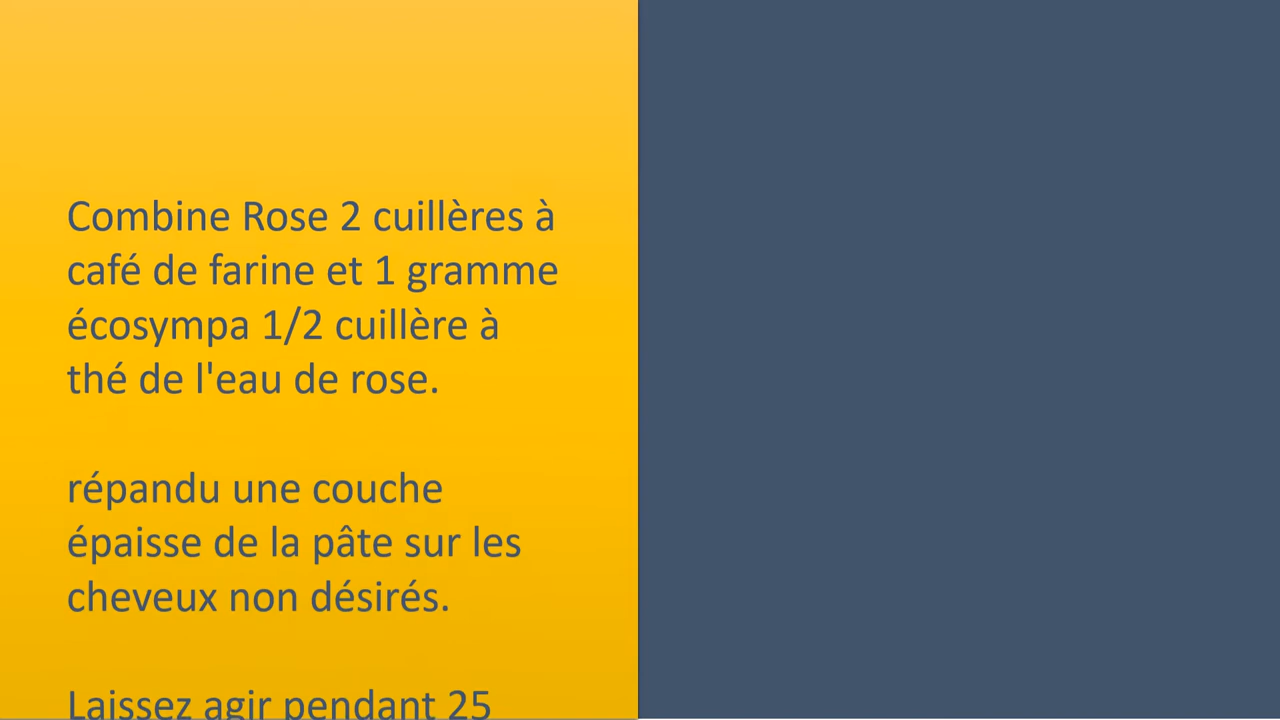 Combine Rose 2 cuillères à
café de farine et 1 gramme
écosympa 1/2 cuillère à
thé de l'eau de rose.
répandu une couche
épaisse de la pâte sur les
cheveux non désirés.
Laissez agir pendant 25